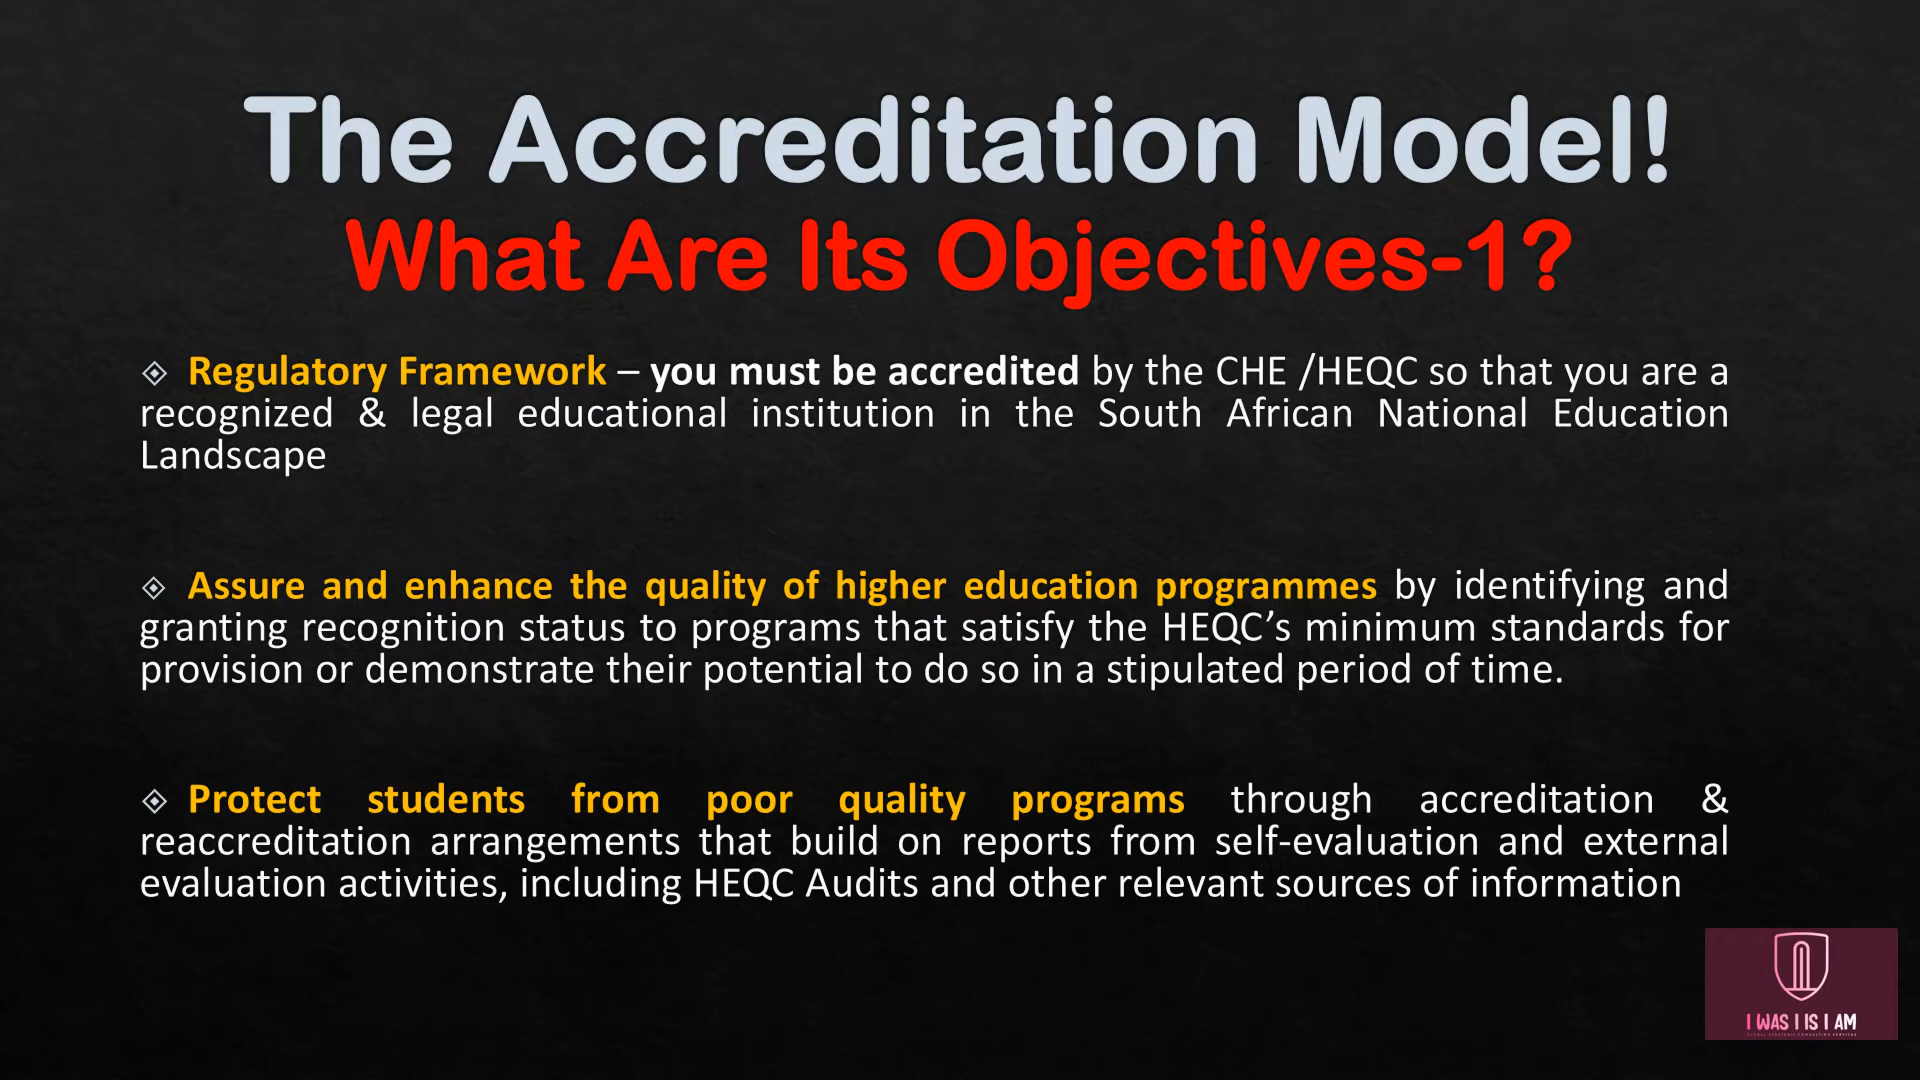 The Accreditation Model!
What Are Its Objectives-1?
Regulatory Framework – you must be accredited by the CHE /HEQC so that you are a
recognized & legal educational institution in the South African National Education
Landscape
Assure and enhance the quality of higher education programmes by identifying and
granting recognition status to programs that satisfy the HEQC’s minimum standards for
provision or demonstrate their potential to do so in a stipulated period of time.
Protect students from poor quality programs through accreditation &
reaccreditation arrangements that build on reports from self-evaluation and external
evaluation activities, including HEQC Audits and other relevant sources of information
I WAS I IS I AM